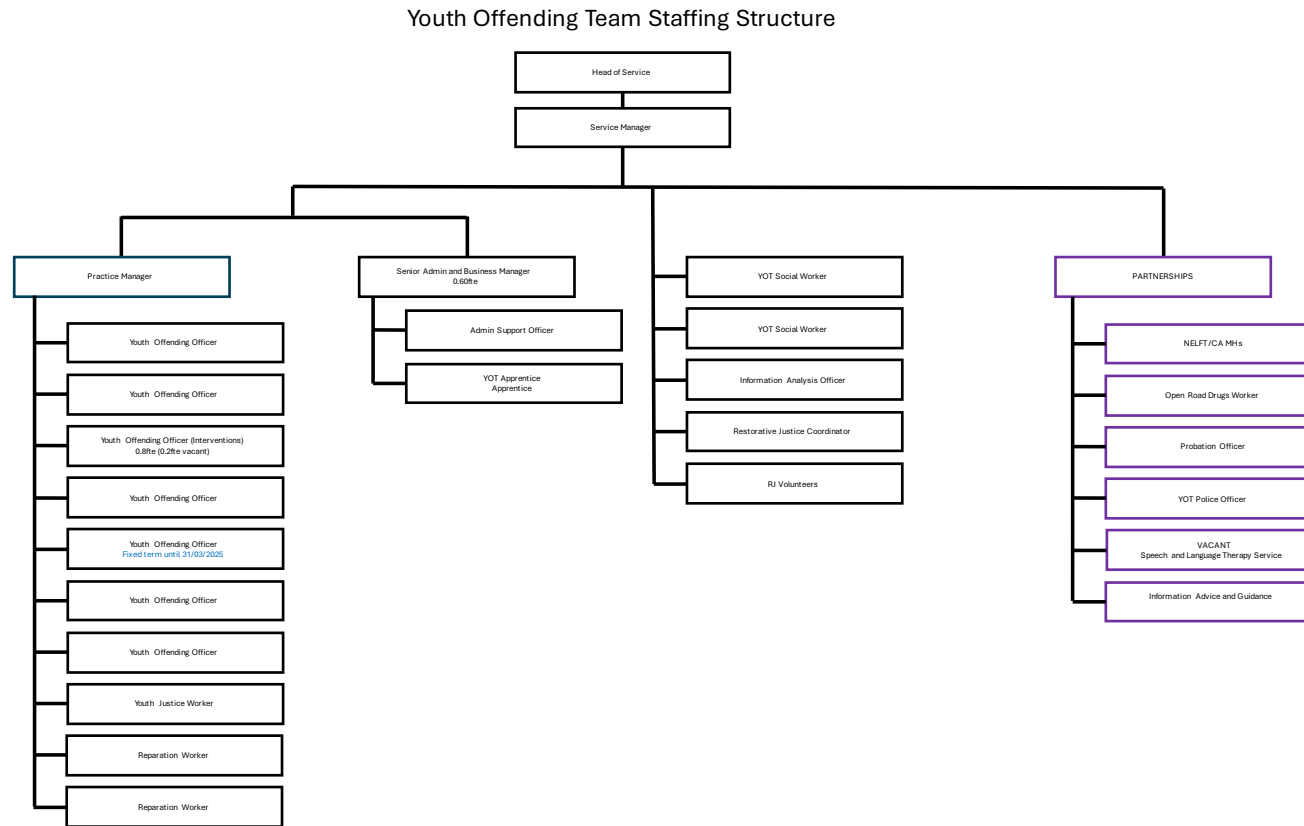 Youth Offending Team Staffing Structure
Head of Service
Service Manager
Practice Manager
Youth Offending Officer
Youth Offending Officer
Youth Offending Officer (Interventions)
0.8fte (0.2fte vacant)
Youth Offending Officer
Youth Offending Officer
Fixed term until 31/03/2025
Youth Offending Officer
Youth Offending Officer
Youth Justice Worker
Reparation Worker
Reparation Worker
Senior Admin and Business Manager
0.60fte
Admin Support Officer
YOT Apprentice
Apprentice
YOT Social Worker
YOT Social Worker
Information Analysis Officer
Restorative Justice Coordinator
RJ Volunteers
PARTNERSHIPS
NELFT/CA MHs
Open Road Drugs Worker
Probation Officer
YOT Police Officer
VACANT
Speech and Language Therapy Service
Information Advice and Guidance